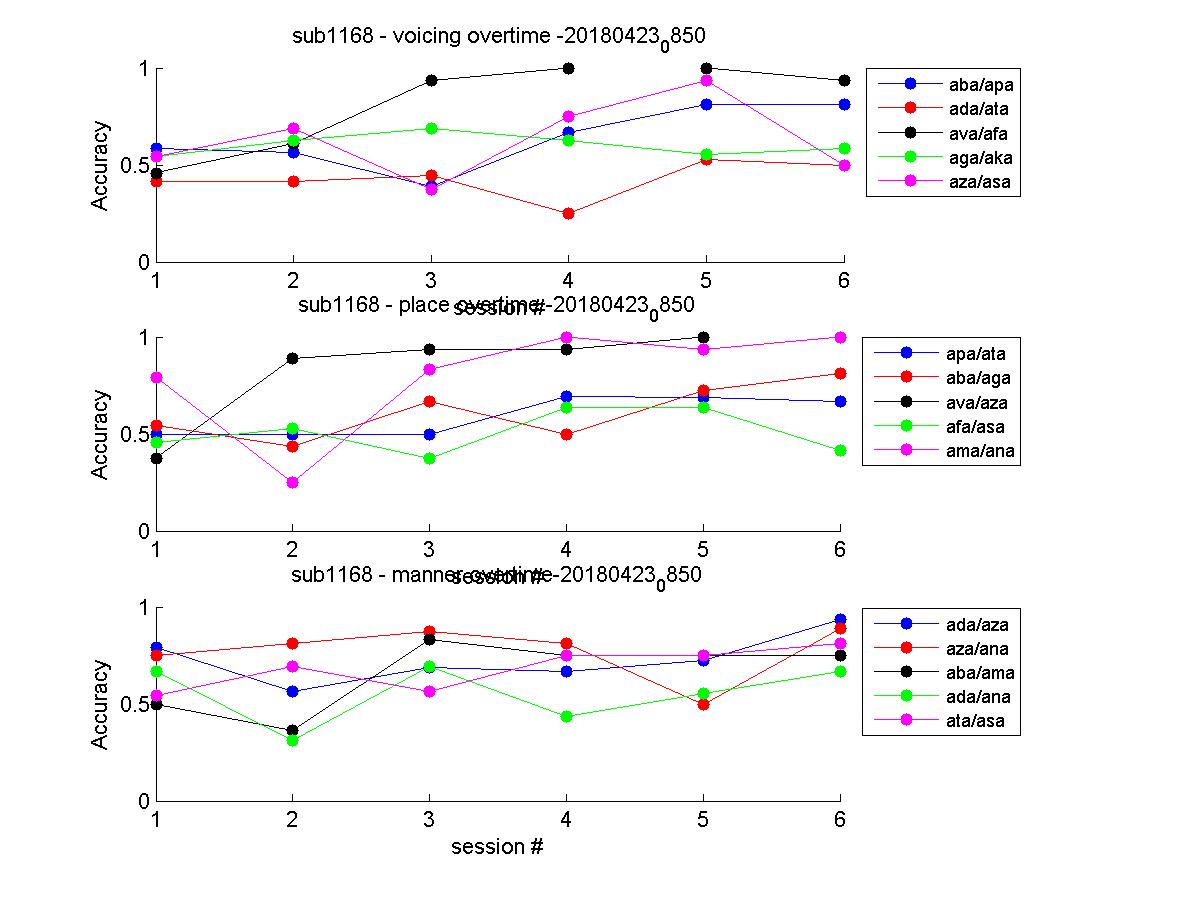 sub1168 - voicing overtime -20180423_0850
1
0.5
0
Accuracy
1 2 3 4 5 6
session #
aba/apa
ada/ata
ava/afa
aga/aka
aza/asa
sub1168 - place overtime -20180423_0850
1
0.5
0
Accuracy
1 2 3 4 5 6
session #
apa/ata
aba/aga
ava/aza
afa/asa
ama/ana
sub1168 - manner overtime -20180423_0850
1
0.5
0
Accuracy
1 2 3 4 5 6
session #
ada/aza
aza/ana
aba/ama
ada/ana
ata/asa